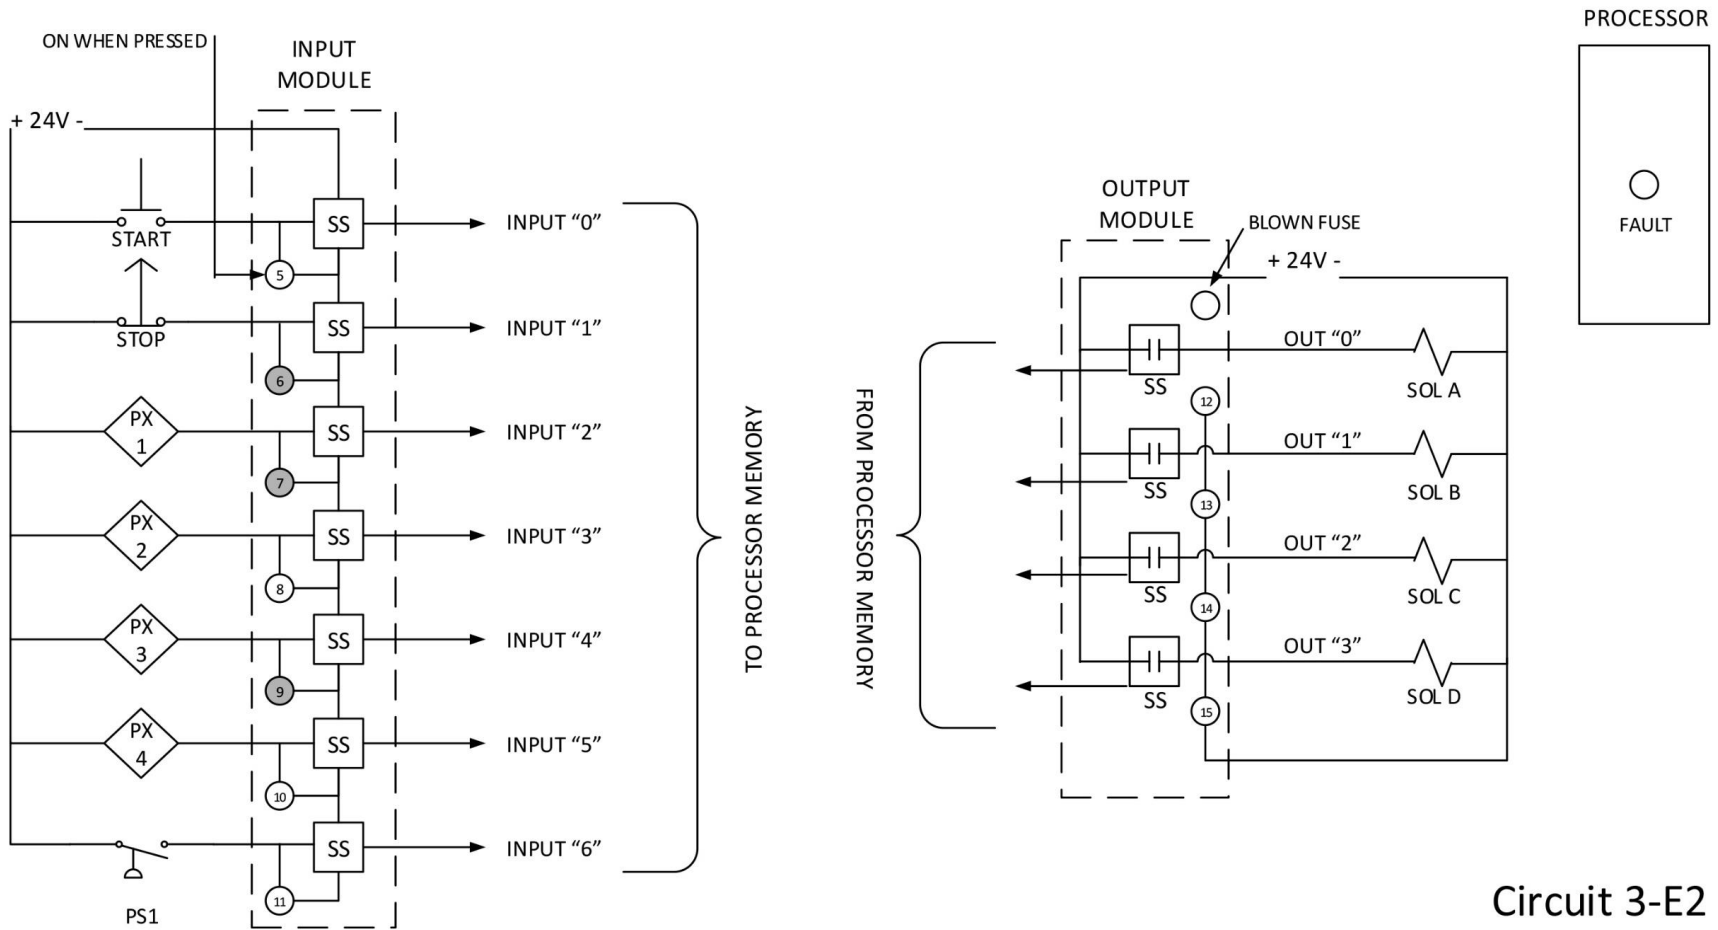 PROCESSOR
FAULT
ON WHEN PRESSED
INPUT
MODULE
+ 24V -
START
SS
INPUT “0”
5
STOP
SS
INPUT “1”
6
PX
1
SS
INPUT “2”
7
PX
2
SS
INPUT “3”
8
PX
3
SS
INPUT “4”
9
PX
4
SS
INPUT “5”
10
PS1
SS
INPUT “6”
11
TO PROCESSOR MEMORY
FROM PROCESSOR MEMORY
OUTPUT
MODULE
BLOWN FUSE
+ 24V -
OUT “0”
SS
SOL A
12
OUT “1”
SS
SOL B
13
OUT “2”
SS
SOL C
14
OUT “3”
SS
SOL D
15
Circuit 3-E2